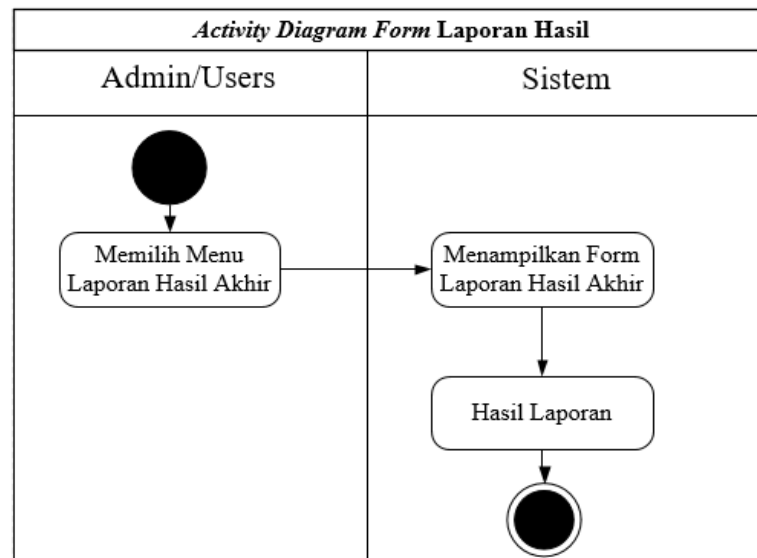 Activity Diagram Form Laporan Hasil
Admin/Users
Sistem
Memilih Menu
Laporan Hasil Akhir
Menampilkan Form
Laporan Hasil Akhir
Hasil Laporan